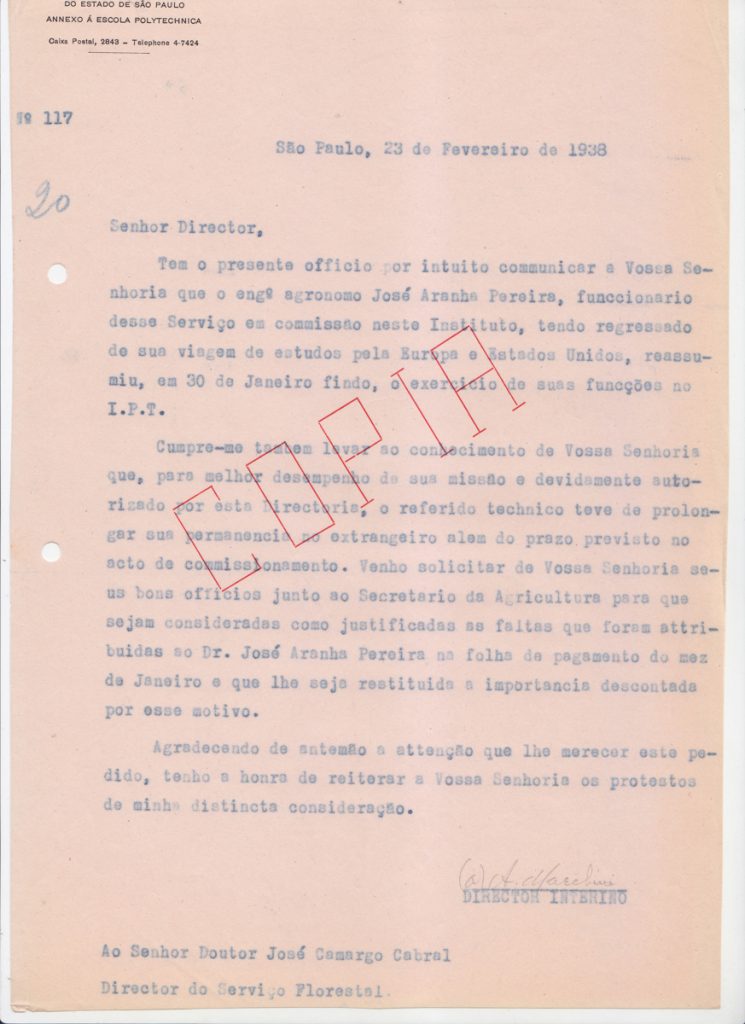 DO ESTADO DE SÃO PAULO
ANNEXO Á ESCOLA POLYTECHNICA
Caixa Postal, 2843 – Telephone 4-7424
Nº 117
São Paulo, 23 de Fevereiro de 1938
20
Senhor Director,
Tem o presente officio por intuito communicar a Vossa Se-
nhoria que o engº agronomo José Aranha Pereira, funccionario
desse Serviço em commissão neste Instituto, tendo regressado
de sua viagem de estudos pela Europa e Estados Unidos, reassu-
miu, em 30 de Janeiro findo, o exercicio de suas funcções no
I.P.T.
Cumpre-me tambem levar ao conhecimento de Vossa Senhoria
que, para melhor desempenho de sua missão e devidamente auto-
rizado por esta Directoria, o referido technico teve de prolon-
gar sua permanencia no extrangeiro alem do prazo previsto no
acto de commissionamento. Venho solicitar de Vossa Senhoria se-
us bons officios junto ao Secretario da Agricultura para que
sejam consideradas como justificadas as faltas que foram attri-
buidas ao Dr. José Aranha Pereira na folha de pagamento do mez
de Janeiro e que lhe seja restituida a importancia descontada
por esse motivo.
Agradecendo de antemão a attenção que lhe merecer este pe-
dido, tenho a honra de reiterar a Vossa Senhoria os protestos
de minha distincta consideração.
COPIA
(a) A. Marchini
DIRECTOR INTERINO
Ao Senhor Doutor José Camargo Cabral
Director do Serviço Florestal